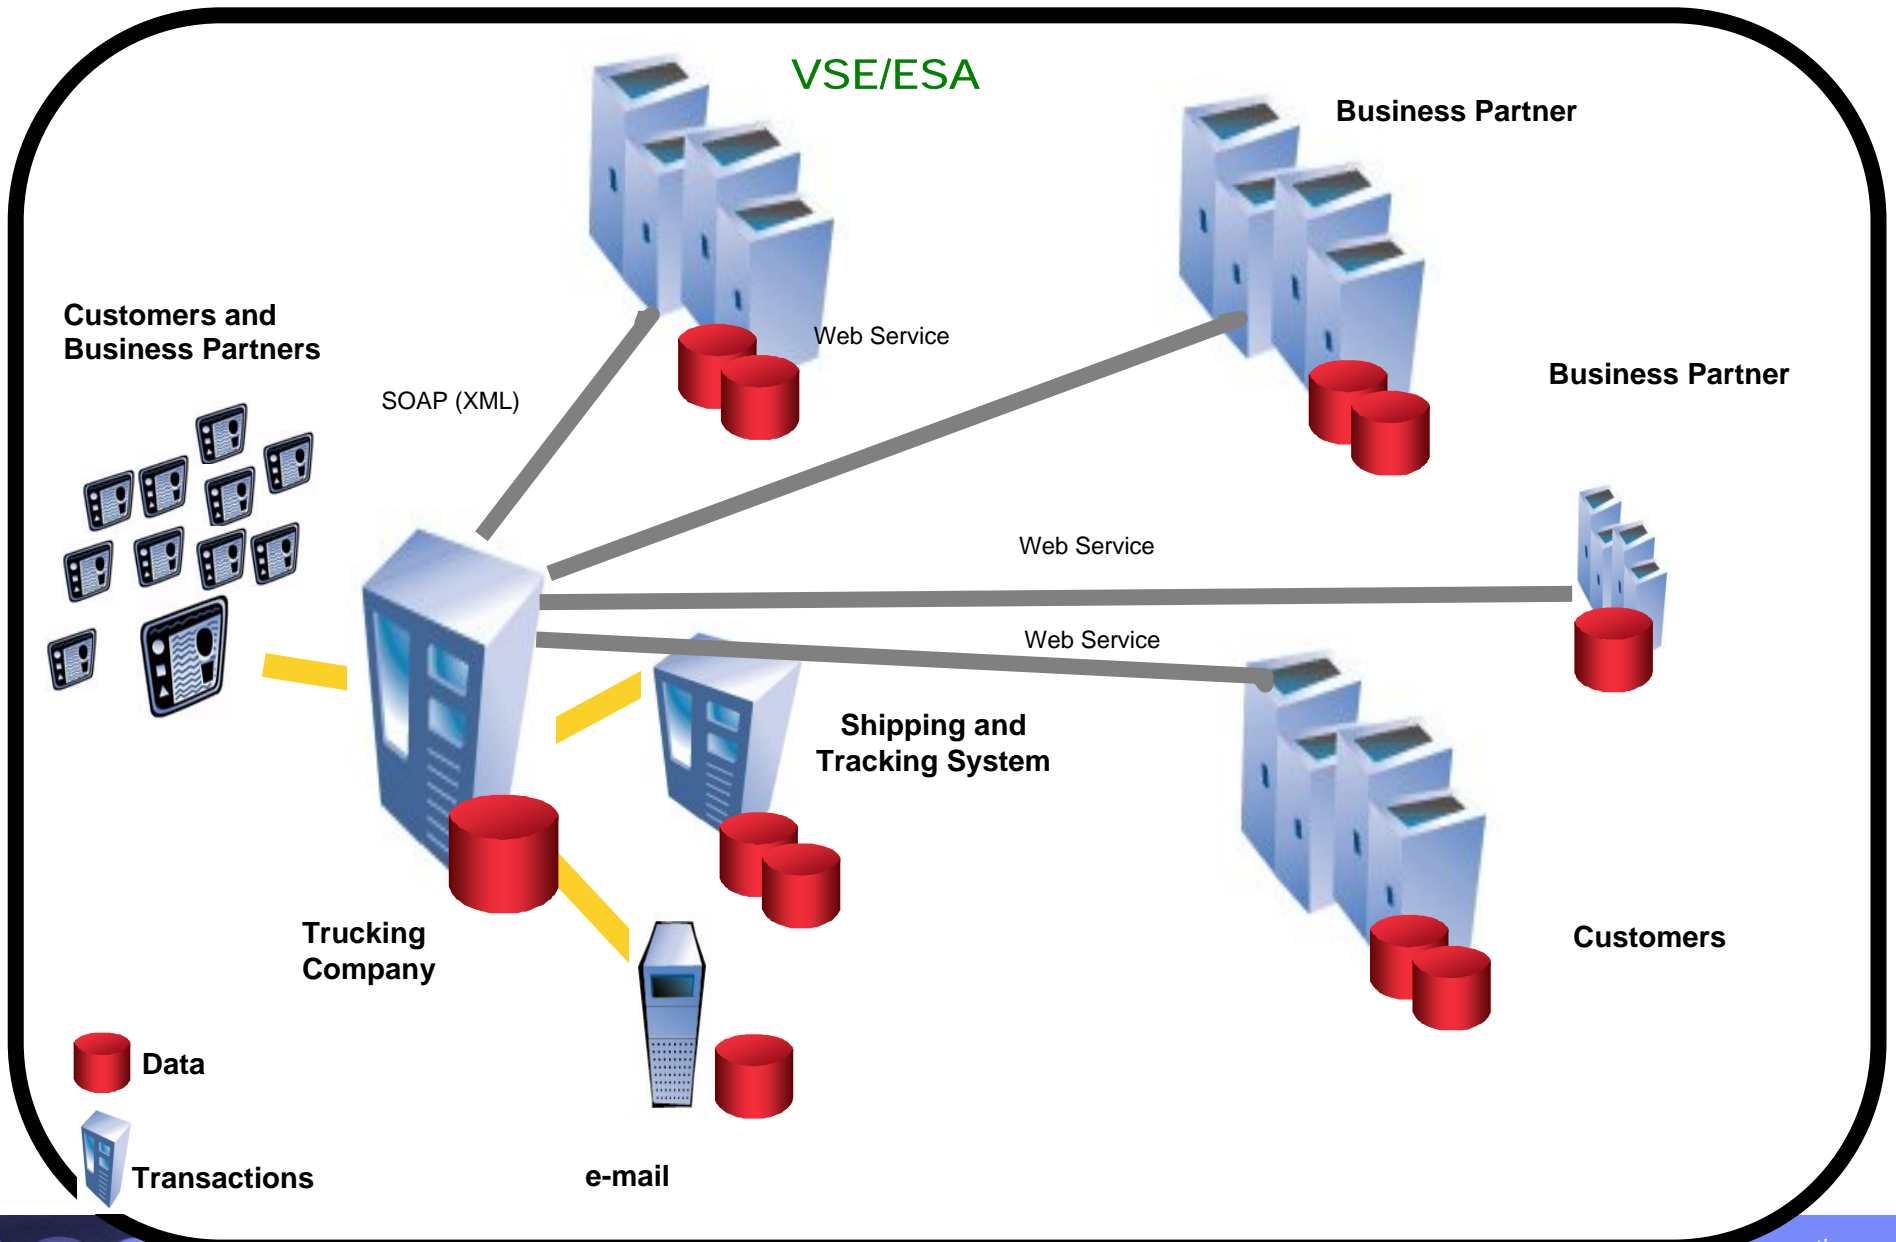 VSE/ESA
Business Partner
Customers and
Business Partners
Web Service
Business Partner
SOAP (XML)
Web Service
Web Service
Shipping and
Tracking System
Trucking
Company
Customers
Data
Transactions
e-mail